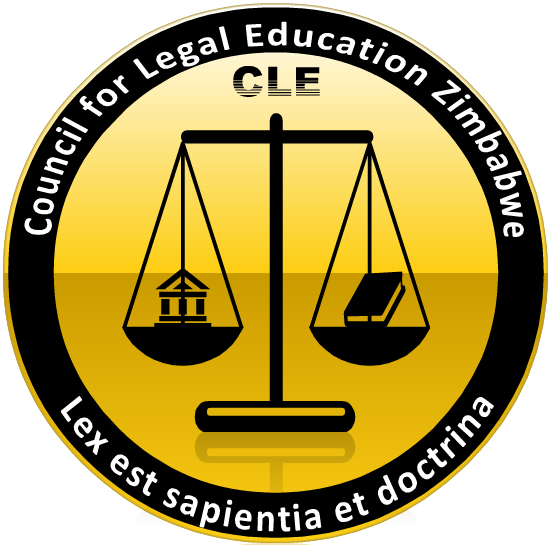 Council for Legal Education Zimbabwe
CLE
Lex est sapientia et doctrina